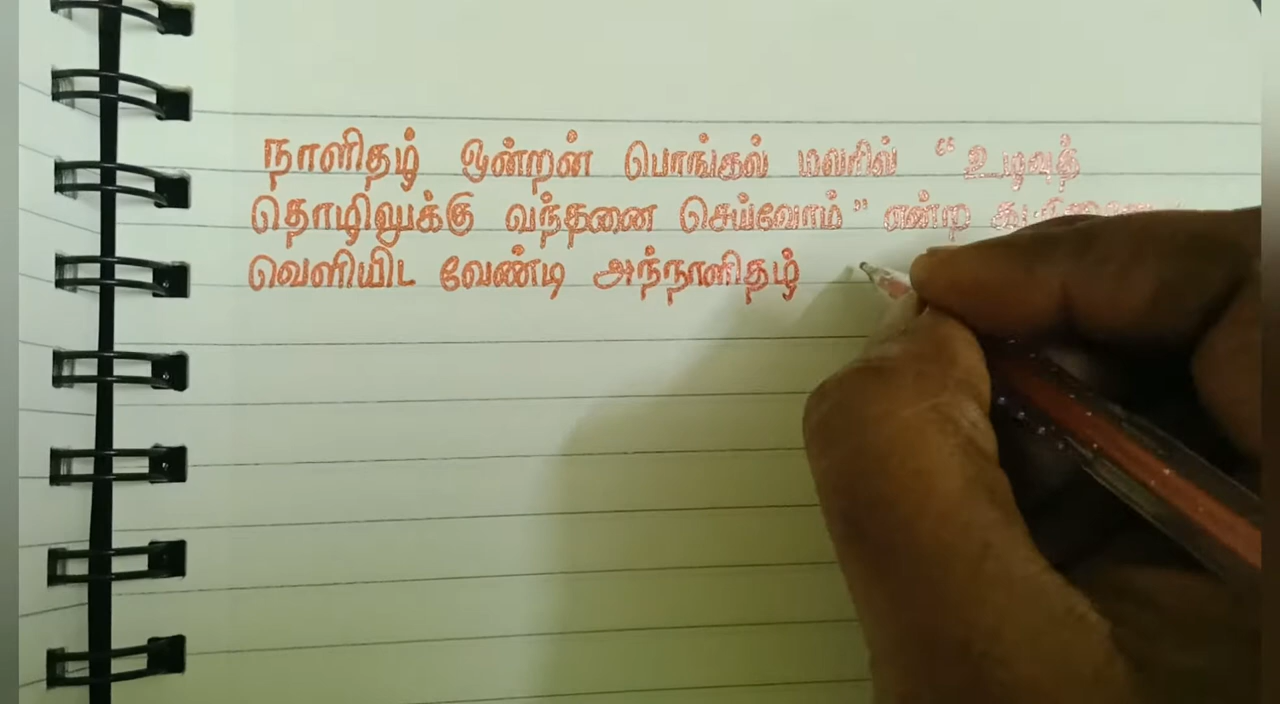 நாளிதழ் ஒன்றன் பொங்கல் மலரில் “உழவுத்
தொழிலுக்கு வந்தனை செய்வோம்” என்ற
வெளியிட வேண்டி அந்நாளிதழ்